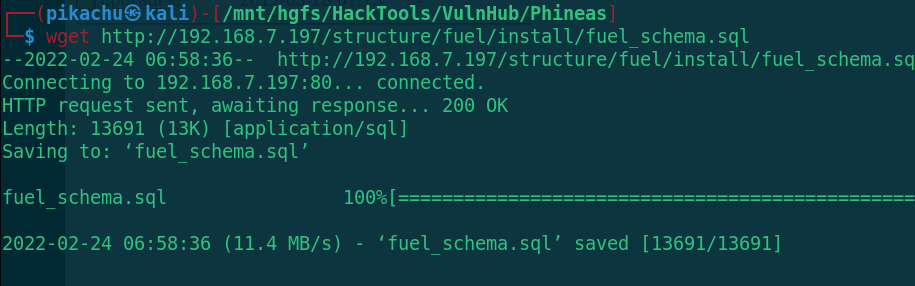 ┌──(pikachu㉿kali)-[/mnt/hgfs/HackTools/VulnHub/Phineas]
└─$ wget http://192.168.7.197/structure/fuel/install/fuel_schema.sql
--2022-02-24 06:58:36--  http://192.168.7.197/structure/fuel/install/fuel_schema.sq
Connecting to 192.168.7.197:80... connected.
HTTP request sent, awaiting response... 200 OK
Length: 13691 (13K) [application/sql]
Saving to: ‘fuel_schema.sql’
fuel_schema.sql                100%[===============================================
2022-02-24 06:58:36 (11.4 MB/s) - ‘fuel_schema.sql’ saved [13691/13691]